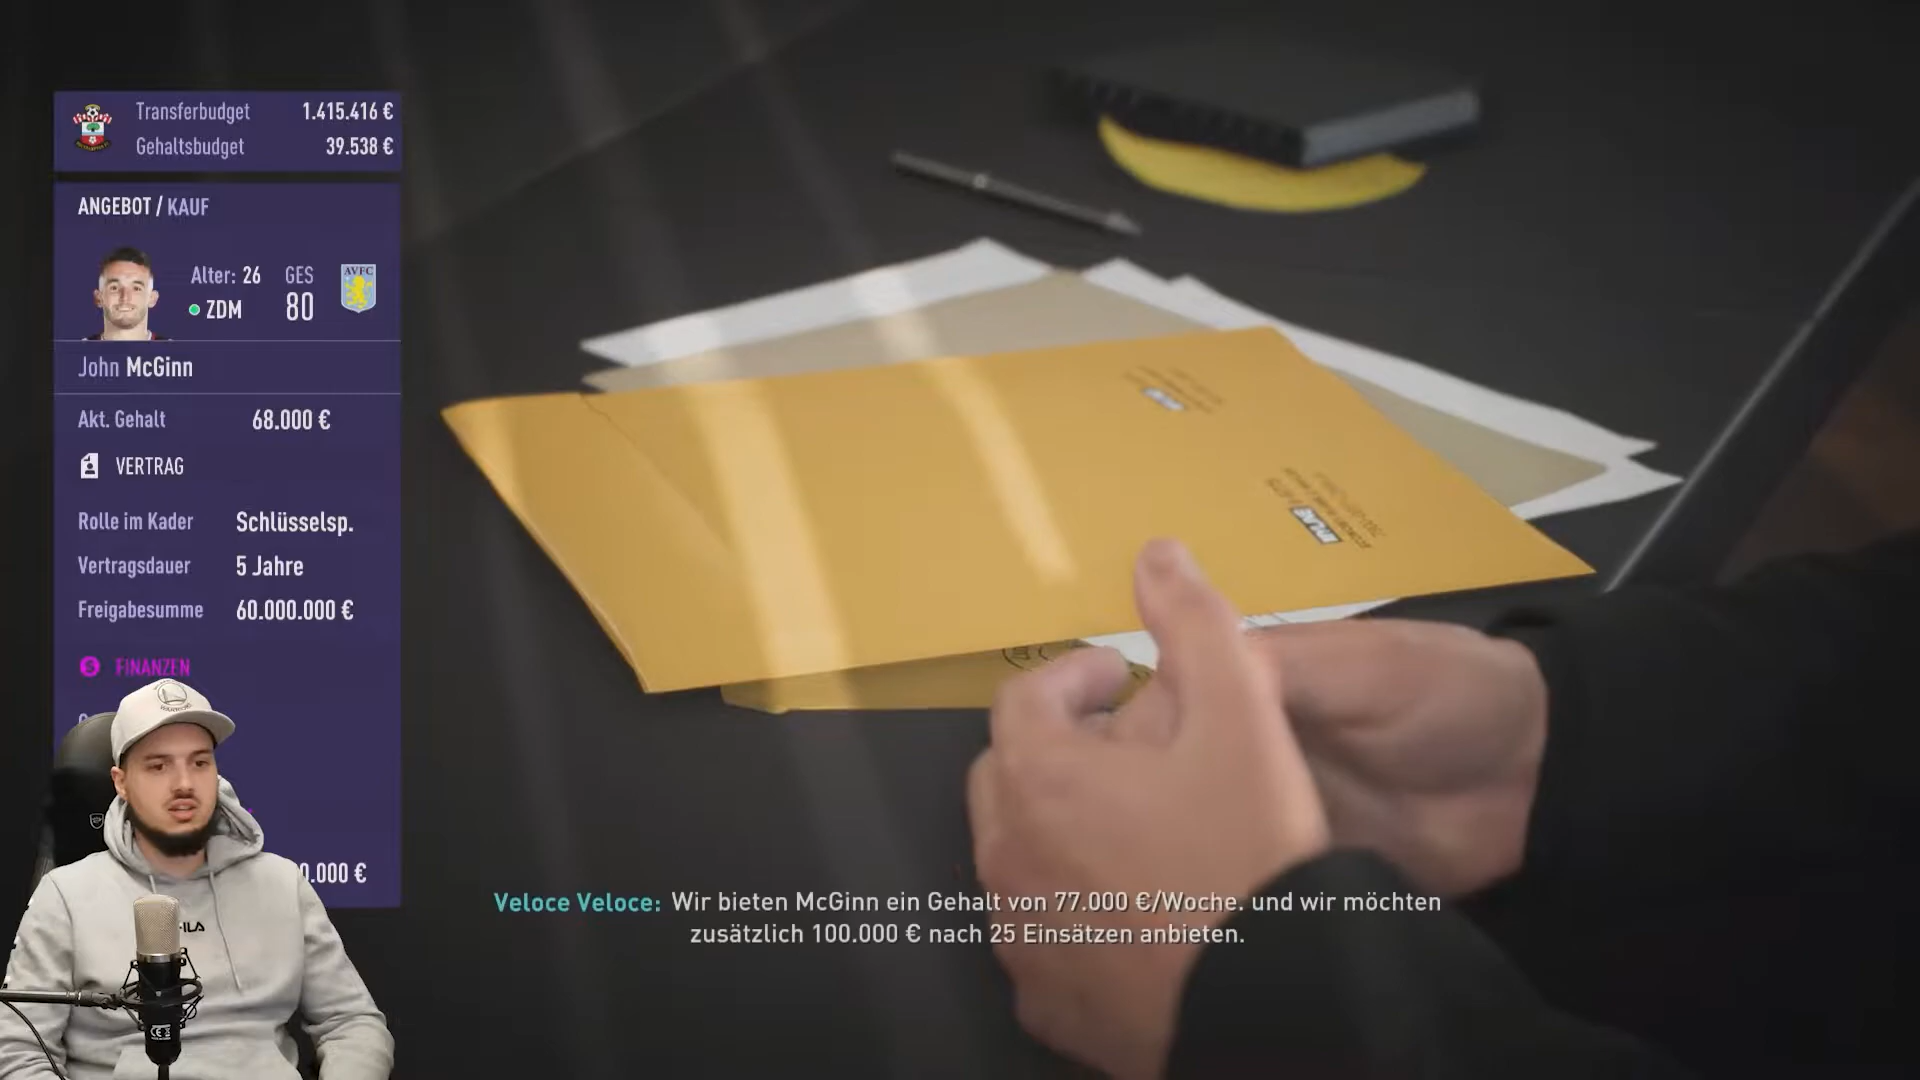 Transferbudget 1.415.416 €
Gehaltsbudget 39.538 €
ANGEBOT / KAUF
Alter: 26 GES
AVFC
ZDM 80
John McGinn
Akt. Gehalt 68.000 €
VERTRAG
Rolle im Kader Schlüsselsp.
Vertragsdauer 5 Jahre
Freigabesumme 60.000.000 €
FINANZEN
0.000 €
Veloce Veloce: Wir bieten McGinn ein Gehalt von 77.000 €/Woche. und wir möchten
zusätzlich 100.000 € nach 25 Einsätzen anbieten.